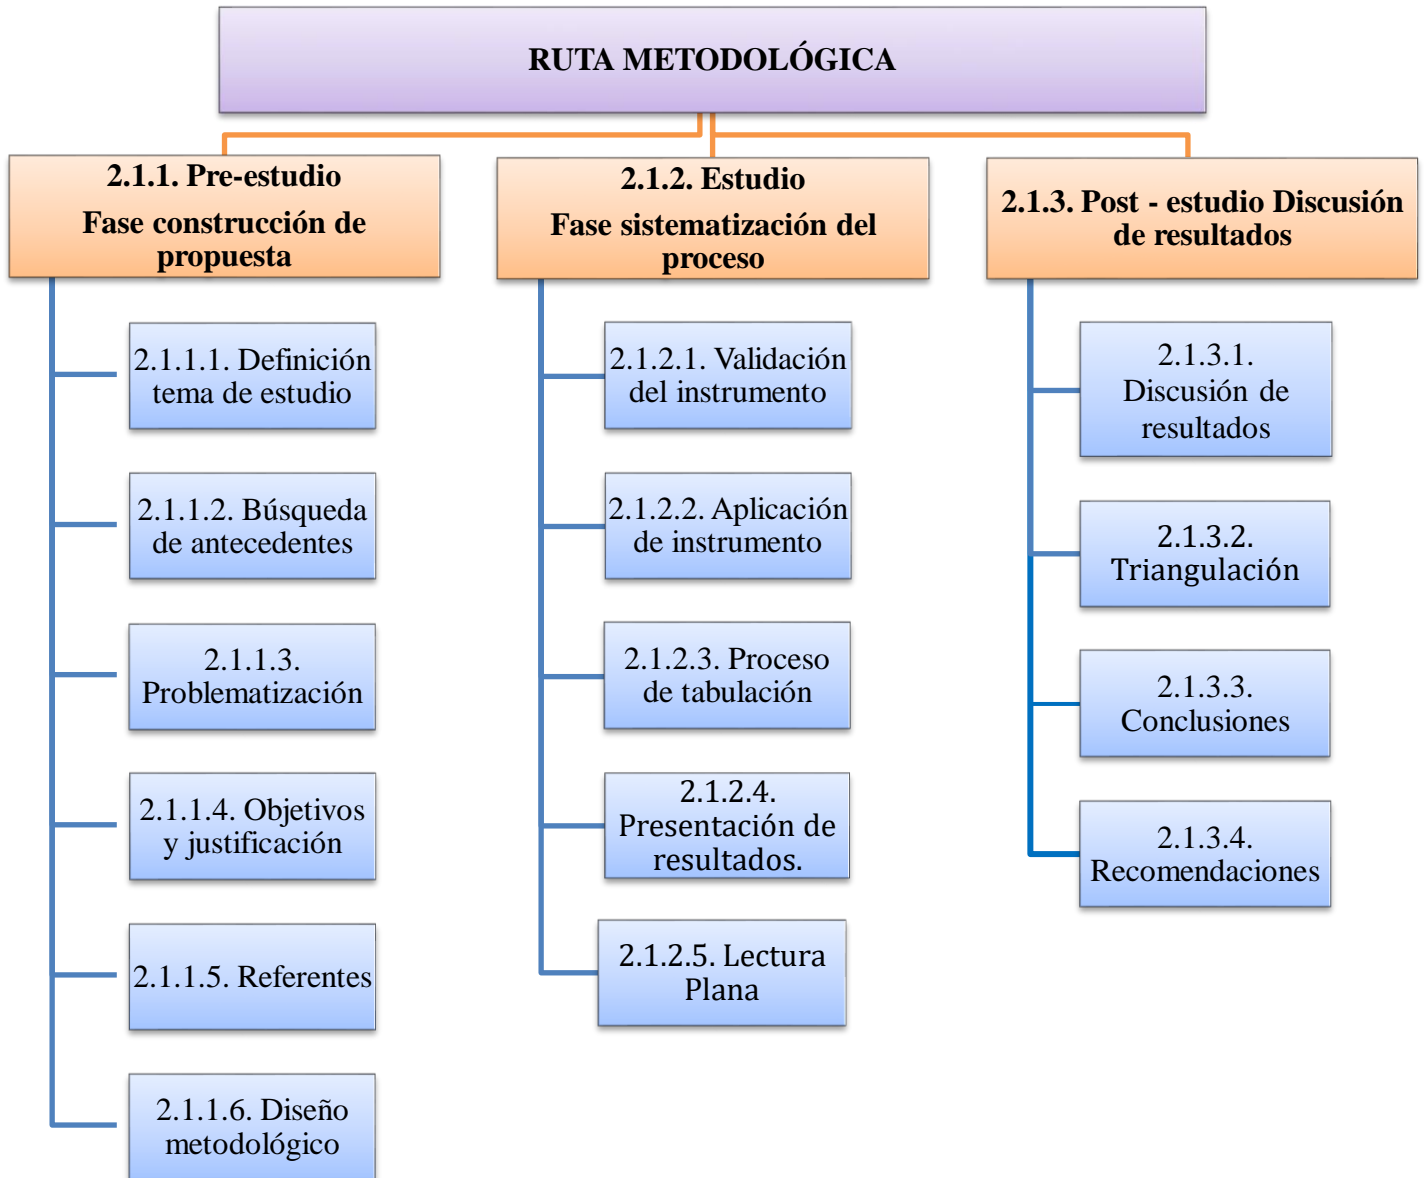 RUTA METODOLÓGICA
2.1.1. Pre-estudio
Fase construcción de
propuesta
2.1.1.1. Definición
tema de estudio
2.1.1.2. Búsqueda
de antecedentes
2.1.1.3.
Problematización
2.1.1.4. Objetivos
y justificación
2.1.1.5. Referentes
2.1.1.6. Diseño
metodológico
2.1.2. Estudio
Fase sistematización del
proceso
2.1.2.1. Validación
del instrumento
2.1.2.2. Aplicación
de instrumento
2.1.2.3. Proceso
de tabulación
2.1.2.4.
Presentación de
resultados.
2.1.2.5. Lectura
Plana
2.1.3. Post - estudio Discusión
de resultados
2.1.3.1.
Discusión de
resultados
2.1.3.2.
Triangulación
2.1.3.3.
Conclusiones
2.1.3.4.
Recomendaciones